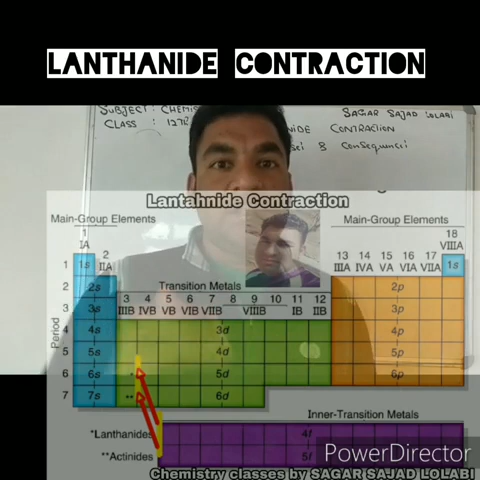 LANTHANIDE CONTRACTION
SUBJECT : CHEMIS
SAGAR SAJAD LOLABI
CLASS : 12TH
NIDE CONTRACTION
& Consequences
Lantahnide Contraction
Main-Group Elements
Main-Group Elements
1
IA
18
VIIIA
2
IIA
13 14 15 16 17
IIIA IVA VA VIA VIIA
Transition Metals
3 4 5 6 7 8 9 10 11 12
IIIB IVB VB VIB VIIB VIIIB IB IIB
Period
1 1s 1s
2 2s 2p
3 3s 3p
4 4s 3d 4p
5 5s 4d 5p
6 6s * 5d 6p
7 7s ** 6d
Inner-Transition Metals
*Lanthanides 4f
**Actinides 5f
PowerDirector
Chemistry classes by SAGAR SAJAD LOLABI